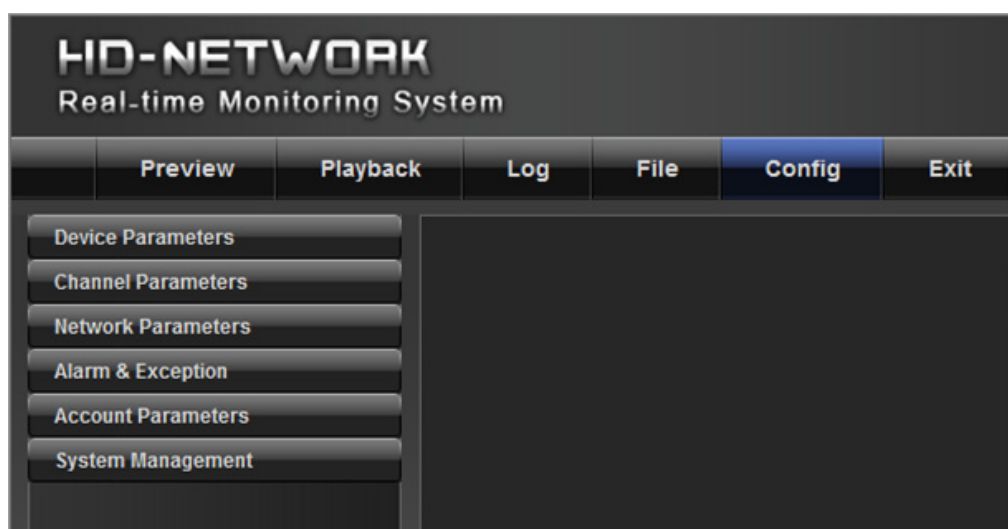 HD-NETWORK
Real-time Monitoring System
Preview Playback Log File Config Exit
Device Parameters
Channel Parameters
Network Parameters
Alarm & Exception
Account Parameters
System Management